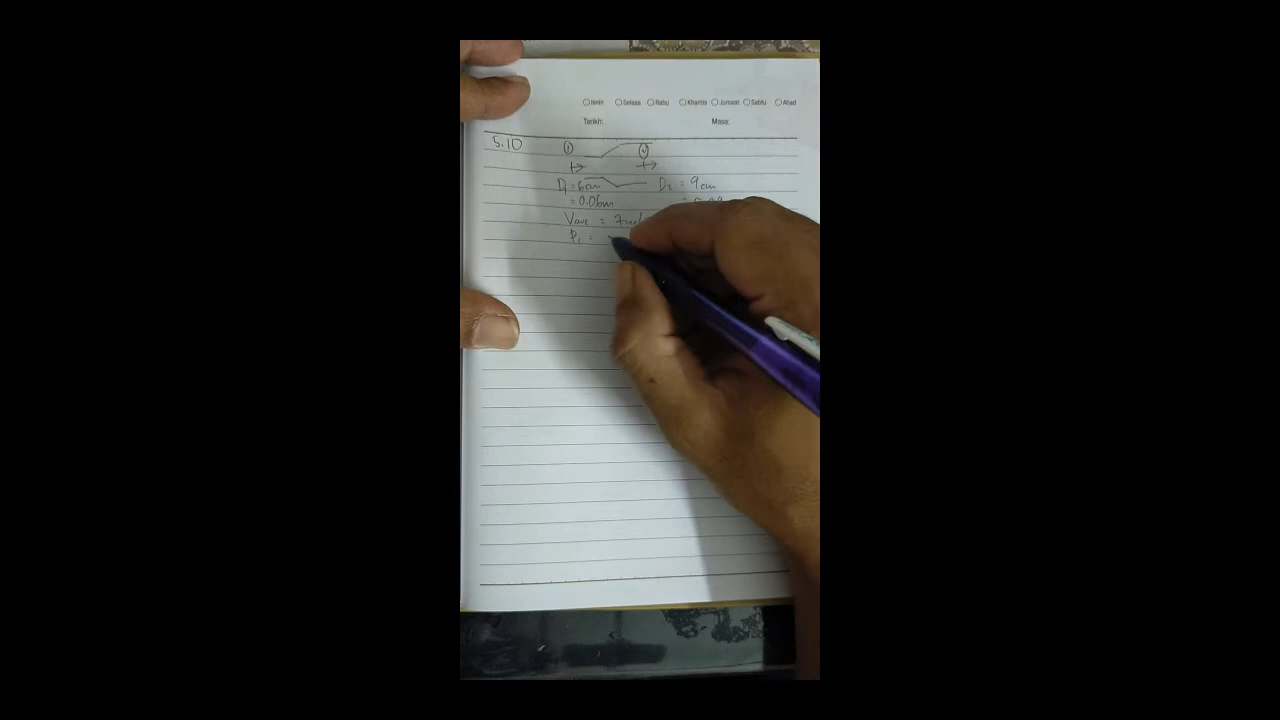 Isnin Selasa Rabu Khamis Jumaat Sabtu Ahad
Tarikh: Masa:
5.10 ① ②
D₁ = 6cm D₂ = 9cm
= 0.06m
Vave =
P₁ =